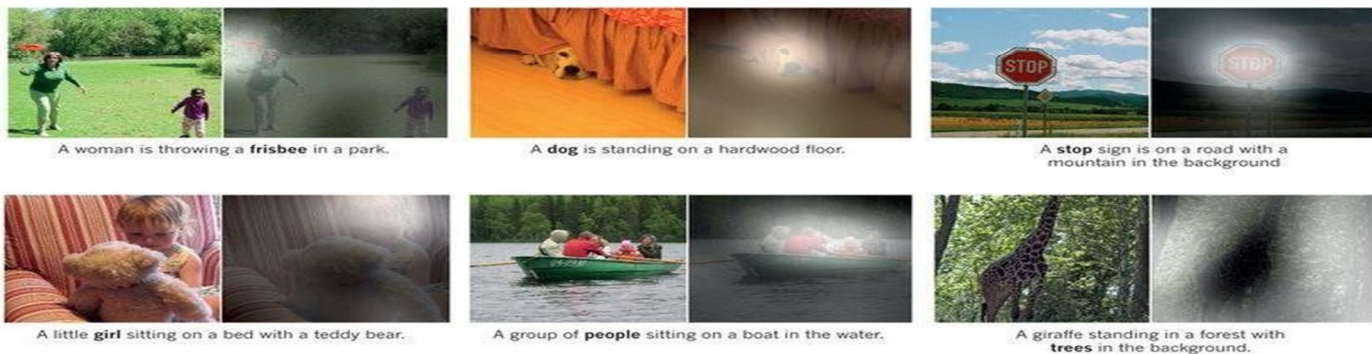 STOP
STOP
A woman is throwing a frisbee in a park.
A dog is standing on a hardwood floor.
A stop sign is on a road with a
mountain in the background
A little girl sitting on a bed with a teddy bear.
A group of people sitting on a boat in the water.
A giraffe standing in a forest with
trees in the background.